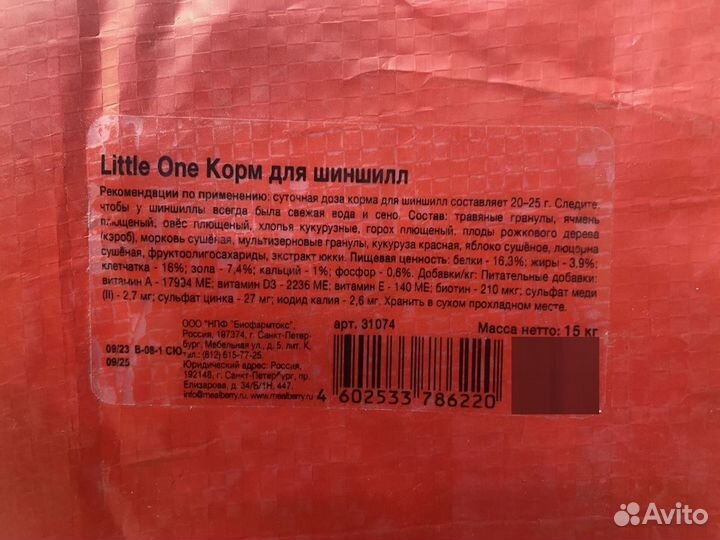 Little One Корм для шиншилл
Рекомендации по применению: суточная доза корма для шиншилл составляет 20–25 г. Следите,
чтобы у шиншиллы всегда была свежая вода и сено. Состав: травяные гранулы, ячмень
плющеный, овёс плющеный, хлопья кукурузные, горох плющеный, плоды рожкового дерева
(кэроб), морковь сушёная, мультизерновые гранулы, кукуруза красная, яблоко сушёное, люцерна
сушёная, фруктоолигосахариды, экстракт юкки. Пищевая ценность: белки - 16,3%; жиры - 3,9%;
клетчатка - 16%; зола - 7,4%; кальций - 1%; фосфор - 0,6%. Добавки/кг: Питательные добавки:
витамин А - 17934 МЕ; витамин D3 - 2236 МЕ; витамин Е - 140 МЕ; биотин - 210 мкг; сульфат меди
(II) - 2,7 мг; сульфат цинка - 27 мг; иодид калия - 2,6 мг. Хранить в сухом прохладном месте.
09/23 В-08-1 СЮ
09/25
ООО "НПФ "Биофармтокс",
Россия, 197374, г. Санкт-Петер-
бург, Мебельная ул., д. 5, лит. К,
тел.: (812) 615-77-25.
Юридический адрес: Россия,
192148, г. Санкт-Петербург, пр.
Елизарова, д. 34/Б/1Н, 447.
info@mealberry.ru, www.mealberry.ru
арт. 31074
Масса нетто: 15 кг
4 602533 786220
Avito